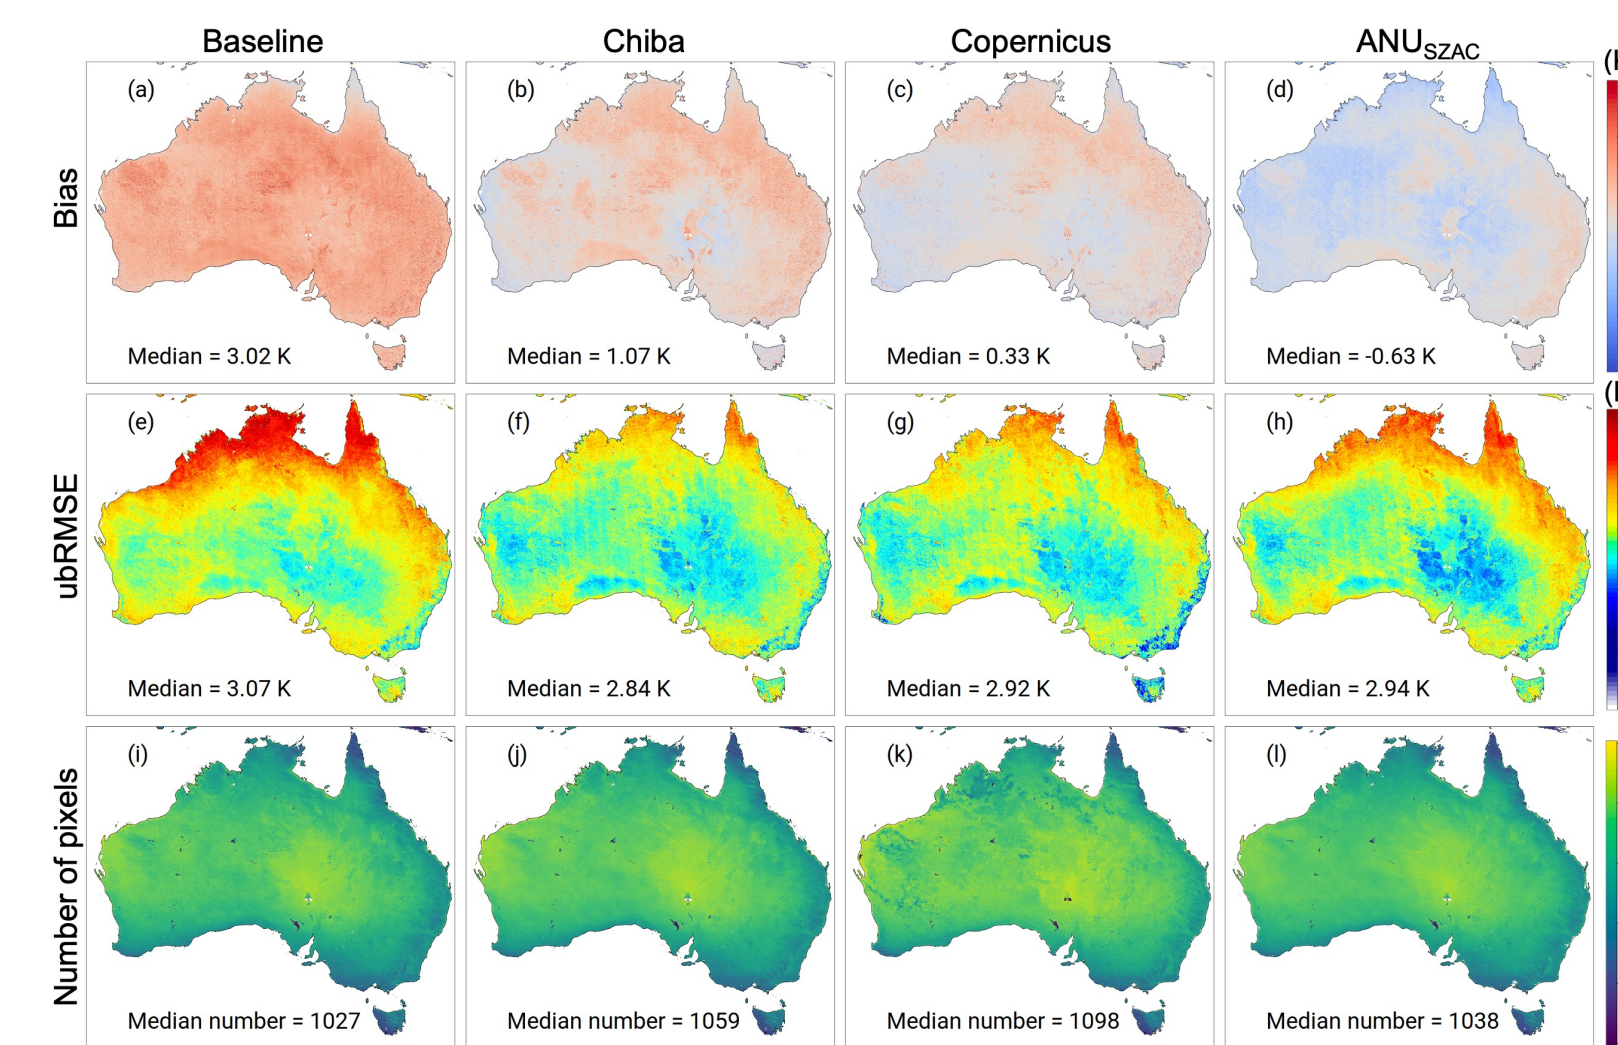 Baseline Chiba Copernicus ANU_SZAC
Bias
(a) (b) (c) (d)
Median = 3.02 K Median = 1.07 K Median = 0.33 K Median = -0.63 K
ubRMSE
(e) (f) (g) (h)
Median = 3.07 K Median = 2.84 K Median = 2.92 K Median = 2.94 K
Number of pixels
(i) (j) (k) (l)
Median number = 1027 Median number = 1059 Median number = 1098 Median number = 1038